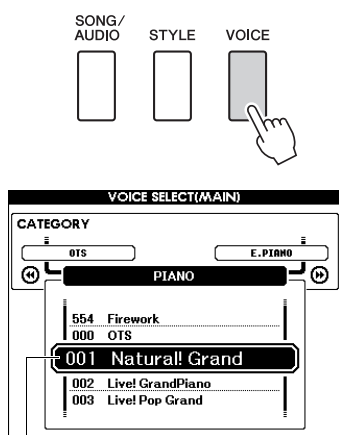 SONG/
AUDIO STYLE VOICE
VOICE SELECT(MAIN)
CATEGORY
OTS E.PIANO
PIANO
554 Firework
000 OTS
001 Natural! Grand
002 Live! GrandPiano
003 Live! Pop Grand